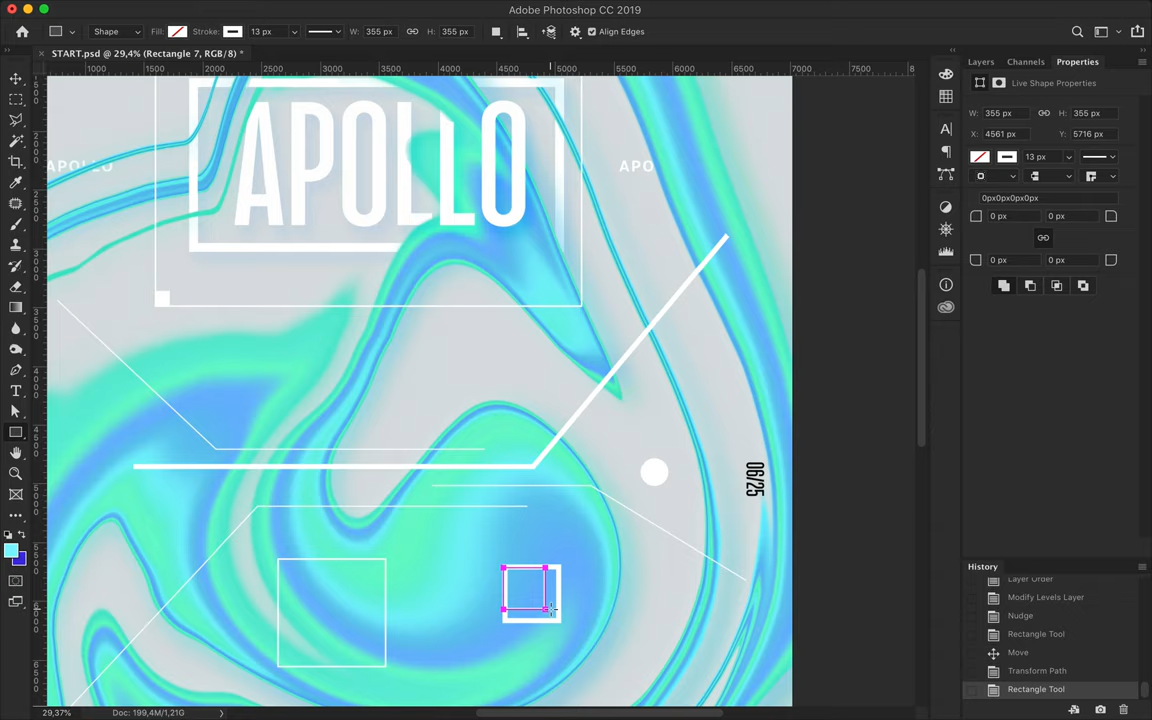 Adobe Photoshop CC 2019
Shape
Fill:
Stroke:
13 px
W: 355 px
H: 355 px
Align Edges
START.psd @ 29,4% (Rectangle 7, RGB/8) *
1000 1500 2000 2500 3000 3500 4000 4500 5000 5500 6000 6500 7000 7500 8
APOLLO
APOLLO
APO
06/25
Layers Channels Properties
Live Shape Properties
W: 355 px H: 355 px
X: 4561 px Y: 5716 px
13 px
0px0px0px0px
0 px 0 px
0 px 0 px
History
Layer Order
Modify Levels Layer
Nudge
Rectangle Tool
Move
Transform Path
Rectangle Tool
29,37% Doc: 199,4M/1,21G